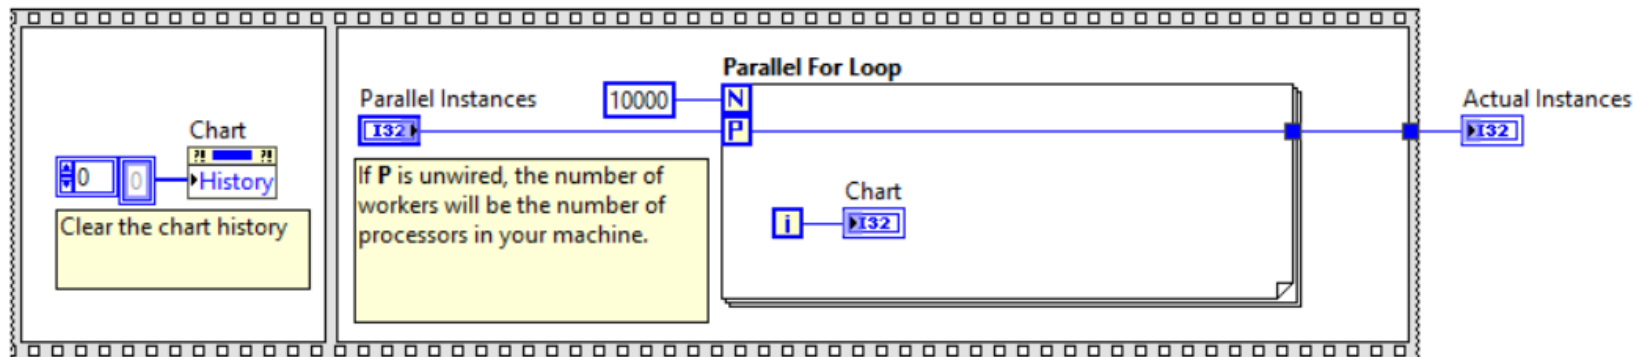 Chart
?! ?!
0
0
History
Clear the chart history
Parallel Instances
I32
10000
If P is unwired, the number of
workers will be the number of
processors in your machine.
Parallel For Loop
N
P
Chart
i
I32
Actual Instances
I32